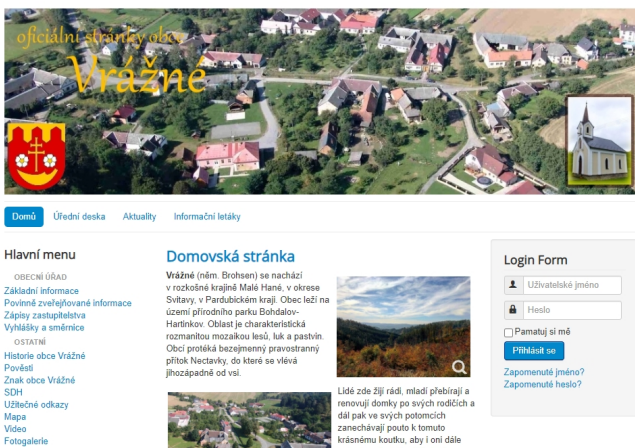 oficiální stránky obce
Vrážné
Domů
Úřední deska
Aktuality
Informační letáky
Hlavní menu
OBECNÍ ÚŘAD
Základní informace
Povinně zveřejňované informace
Zápisy zastupitelstva
Vyhlášky a směrnice
OSTATNÍ
Historie obce Vrážné
Pověsti
Znak obce Vrážné
SDH
Užitečné odkazy
Mapa
Video
Fotogalerie
Domovská stránka
Vrážné (něm. Brohsen) se nachází
v rozkošné krajině Malé Hané, v okrese
Svitavy, v Pardubickém kraji. Obec leží na
území přírodního parku Bohdalov-
Hartinkov. Oblast je charakteristická
rozmanitou mozaikou lesů, luk a pastvin.
Obcí protéká bezejmenný pravostranný
přítok Nectavky, do které se vlévá
jihozápadně od vsi.
Lidé zde žijí rádi, mladí přebírají a
renovují domky po svých rodičích a
dál pak ve svých potomcích
zanechávají pouto k tomuto
krásnému koutku, aby i oni dále
Login Form
Uživatelské jméno
Heslo
Pamatuj si mě
Přihlásit se
Zapomenuté jméno?
Zapomenuté heslo?